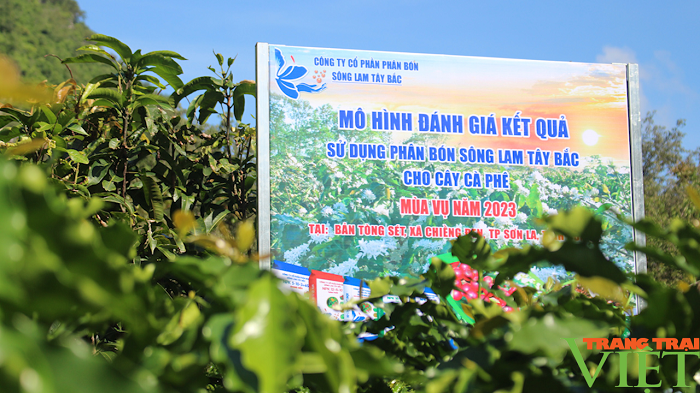 CÔNG TY CỔ PHẦN PHÂN BÓN
SÔNG LAM TÂY BẮC
MÔ HÌNH ĐÁNH GIÁ KẾT QUẢ
SỬ DỤNG PHÂN BÓN SÔNG LAM TÂY BẮC
CHO CÂY CÀ PHÊ
MÙA VỤ NĂM 2023
TẠI: BẢN TÔNG SÉT, XÃ CHIỀNG TP SƠN LA,
TRANG TRẠI
VIỆT